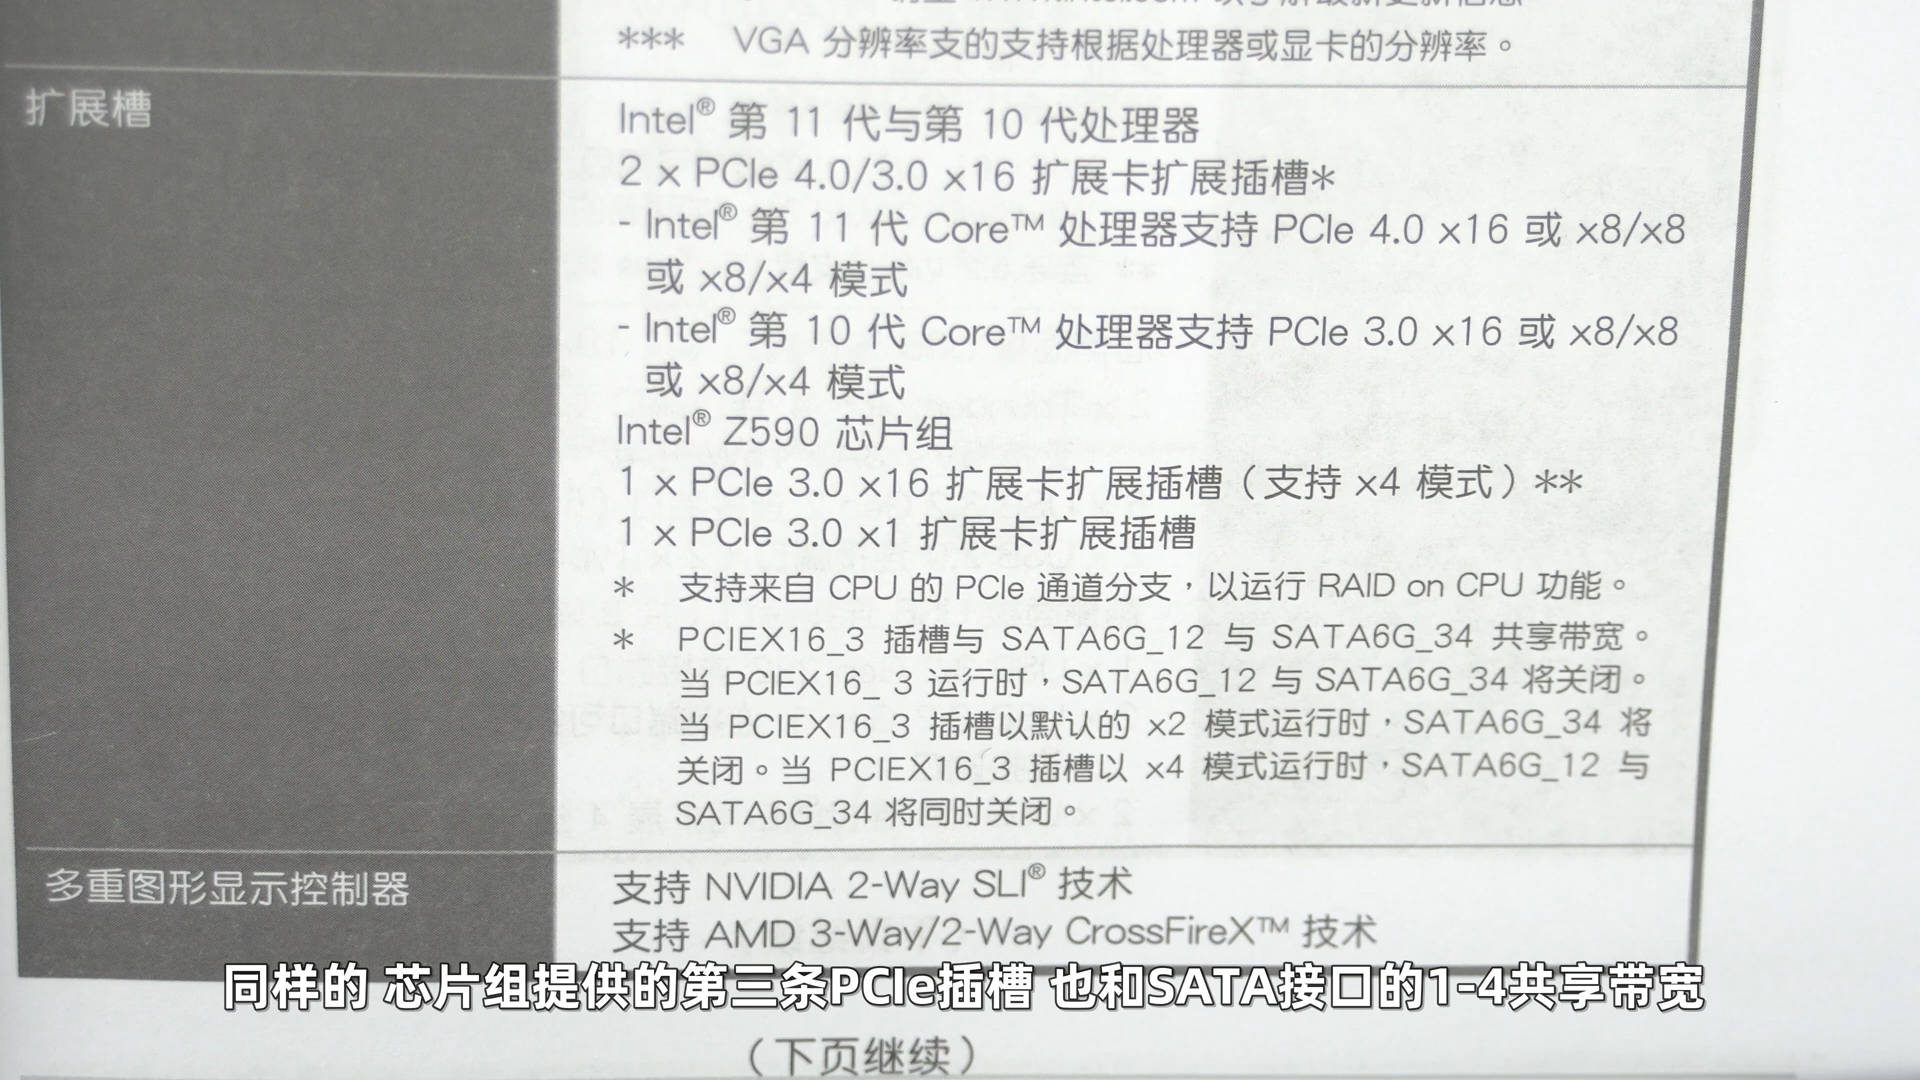 *** VGA 分辨率支的支持根据处理器或显卡的分辨率。
扩展槽
Intel® 第 11 代与第 10 代处理器
2 x PCIe 4.0/3.0 x16 扩展卡扩展插槽*
- Intel® 第 11 代 Core™ 处理器支持 PCIe 4.0 x16 或 x8/x8
或 x8/x4 模式
- Intel® 第 10 代 Core™ 处理器支持 PCIe 3.0 x16 或 x8/x8
或 x8/x4 模式
Intel® Z590 芯片组
1 x PCIe 3.0 x16 扩展卡扩展插槽（支持 x4 模式）**
1 x PCIe 3.0 x1 扩展卡扩展插槽
* 支持来自 CPU 的 PCIe 通道分支，以运行 RAID on CPU 功能。
* PCIEX16_3 插槽与 SATA6G_12 与 SATA6G_34 共享带宽。
当 PCIEX16_ 3 运行时，SATA6G_12 与 SATA6G_34 将关闭。
当 PCIEX16_3 插槽以默认的 x2 模式运行时，SATA6G_34 将
关闭。当 PCIEX16_3 插槽以 x4 模式运行时，SATA6G_12 与
SATA6G_34 将同时关闭。
多重图形显示控制器
支持 NVIDIA 2-Way SLI® 技术
支持 AMD 3-Way/2-Way CrossFireX™ 技术
同样的 芯片组提供的第三条PCIe插槽 也和SATA接口的1-4共享带宽
（下页继续）